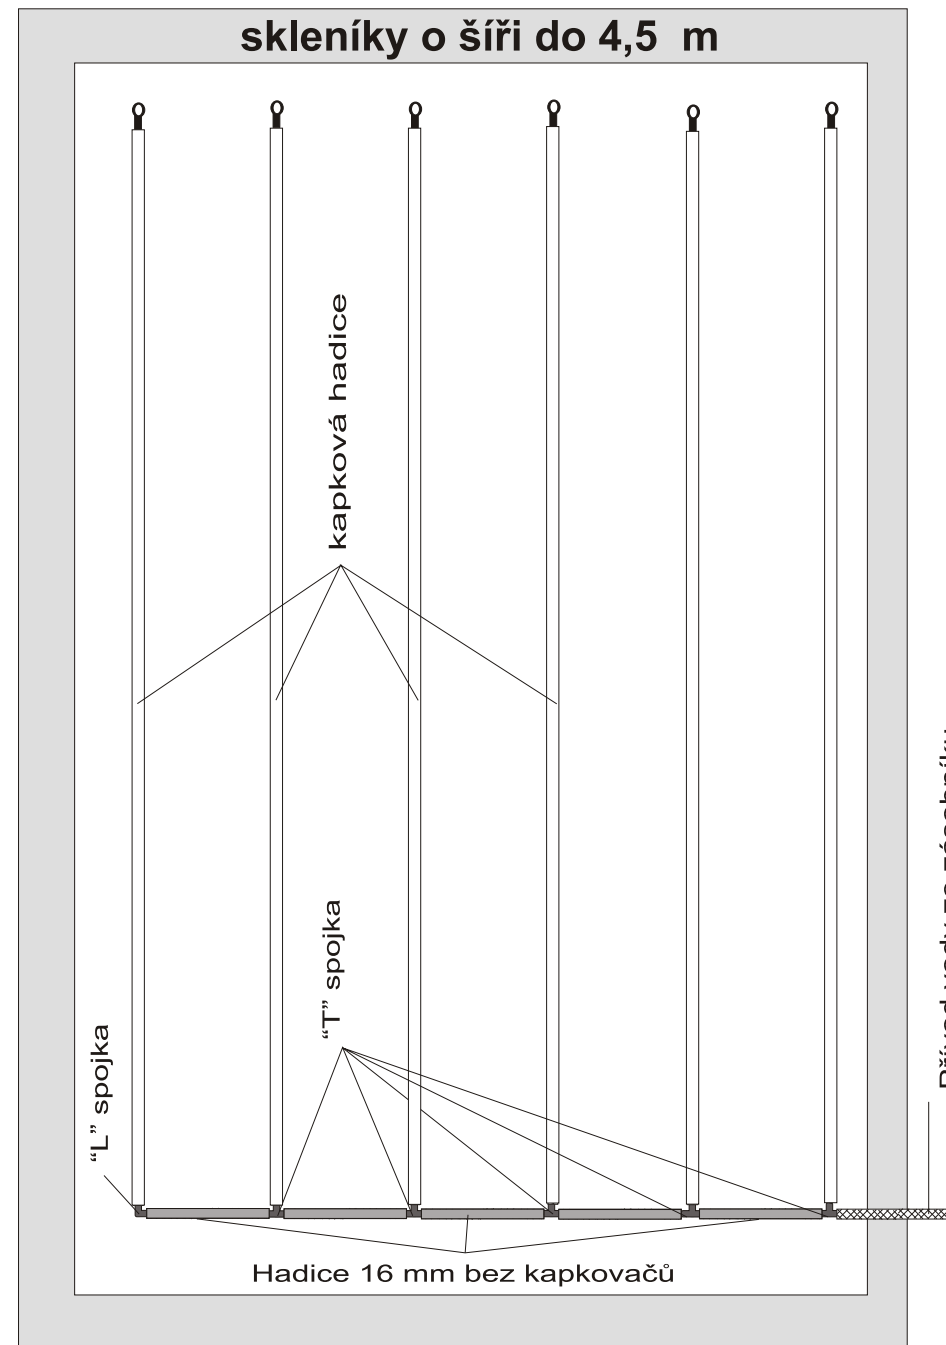 skleníky o šíři do 4,5 m
kapková hadice
“T” spojka
“L” spojka
Hadice 16 mm bez kapkovačů